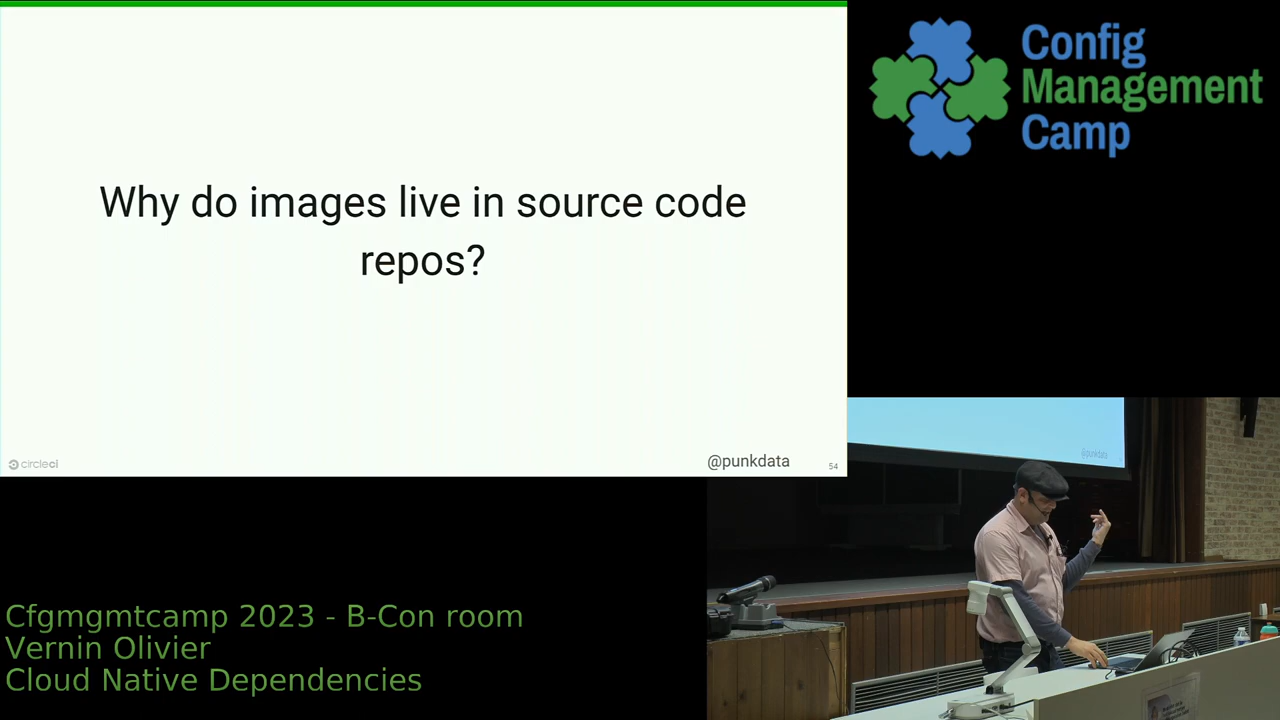 Why do images live in source code
repos?
circleci
@punkdata
54
Config
Management
Camp
@punkdata
Cfgmgmtcamp 2023 - B-Con room
Vernin Olivier
Cloud Native Dependencies